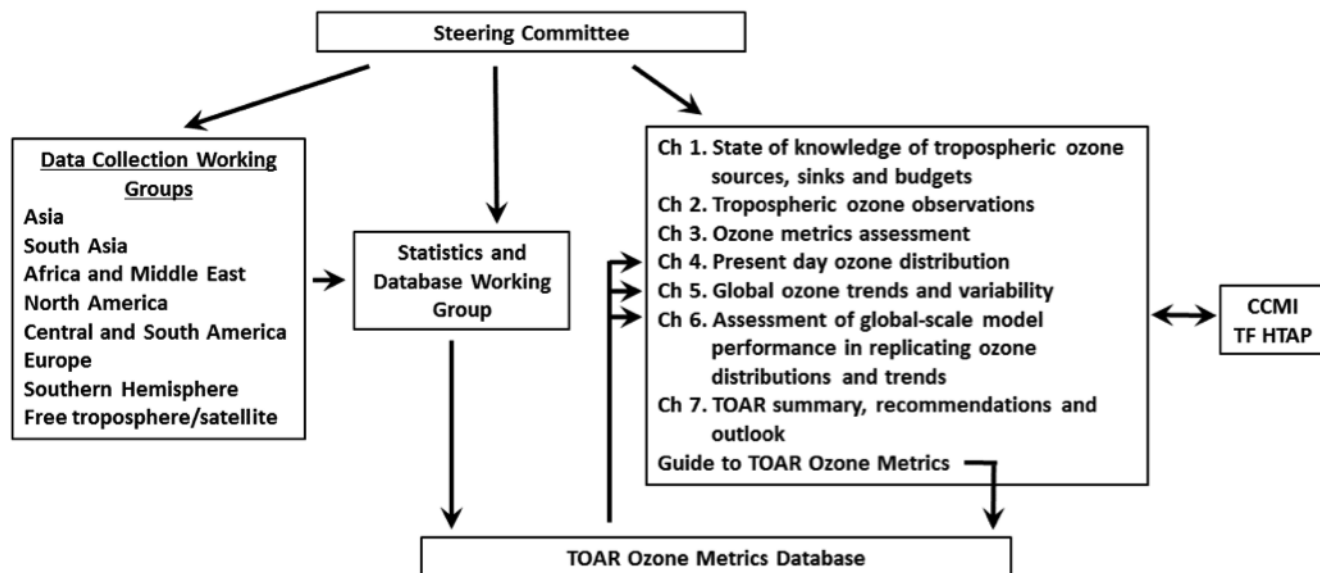 Steering Committee
Data Collection Working
Groups
Asia
South Asia
Africa and Middle East
North America
Central and South America
Europe
Southern Hemisphere
Free troposphere/satellite
Statistics and
Database Working
Group
Ch 1. State of knowledge of tropospheric ozone
sources, sinks and budgets
Ch 2. Tropospheric ozone observations
Ch 3. Ozone metrics assessment
Ch 4. Present day ozone distribution
Ch 5. Global ozone trends and variability
Ch 6. Assessment of global-scale model
performance in replicating ozone
distributions and trends
Ch 7. TOAR summary, recommendations and
outlook
Guide to TOAR Ozone Metrics
CCMI
TF HTAP
TOAR Ozone Metrics Database